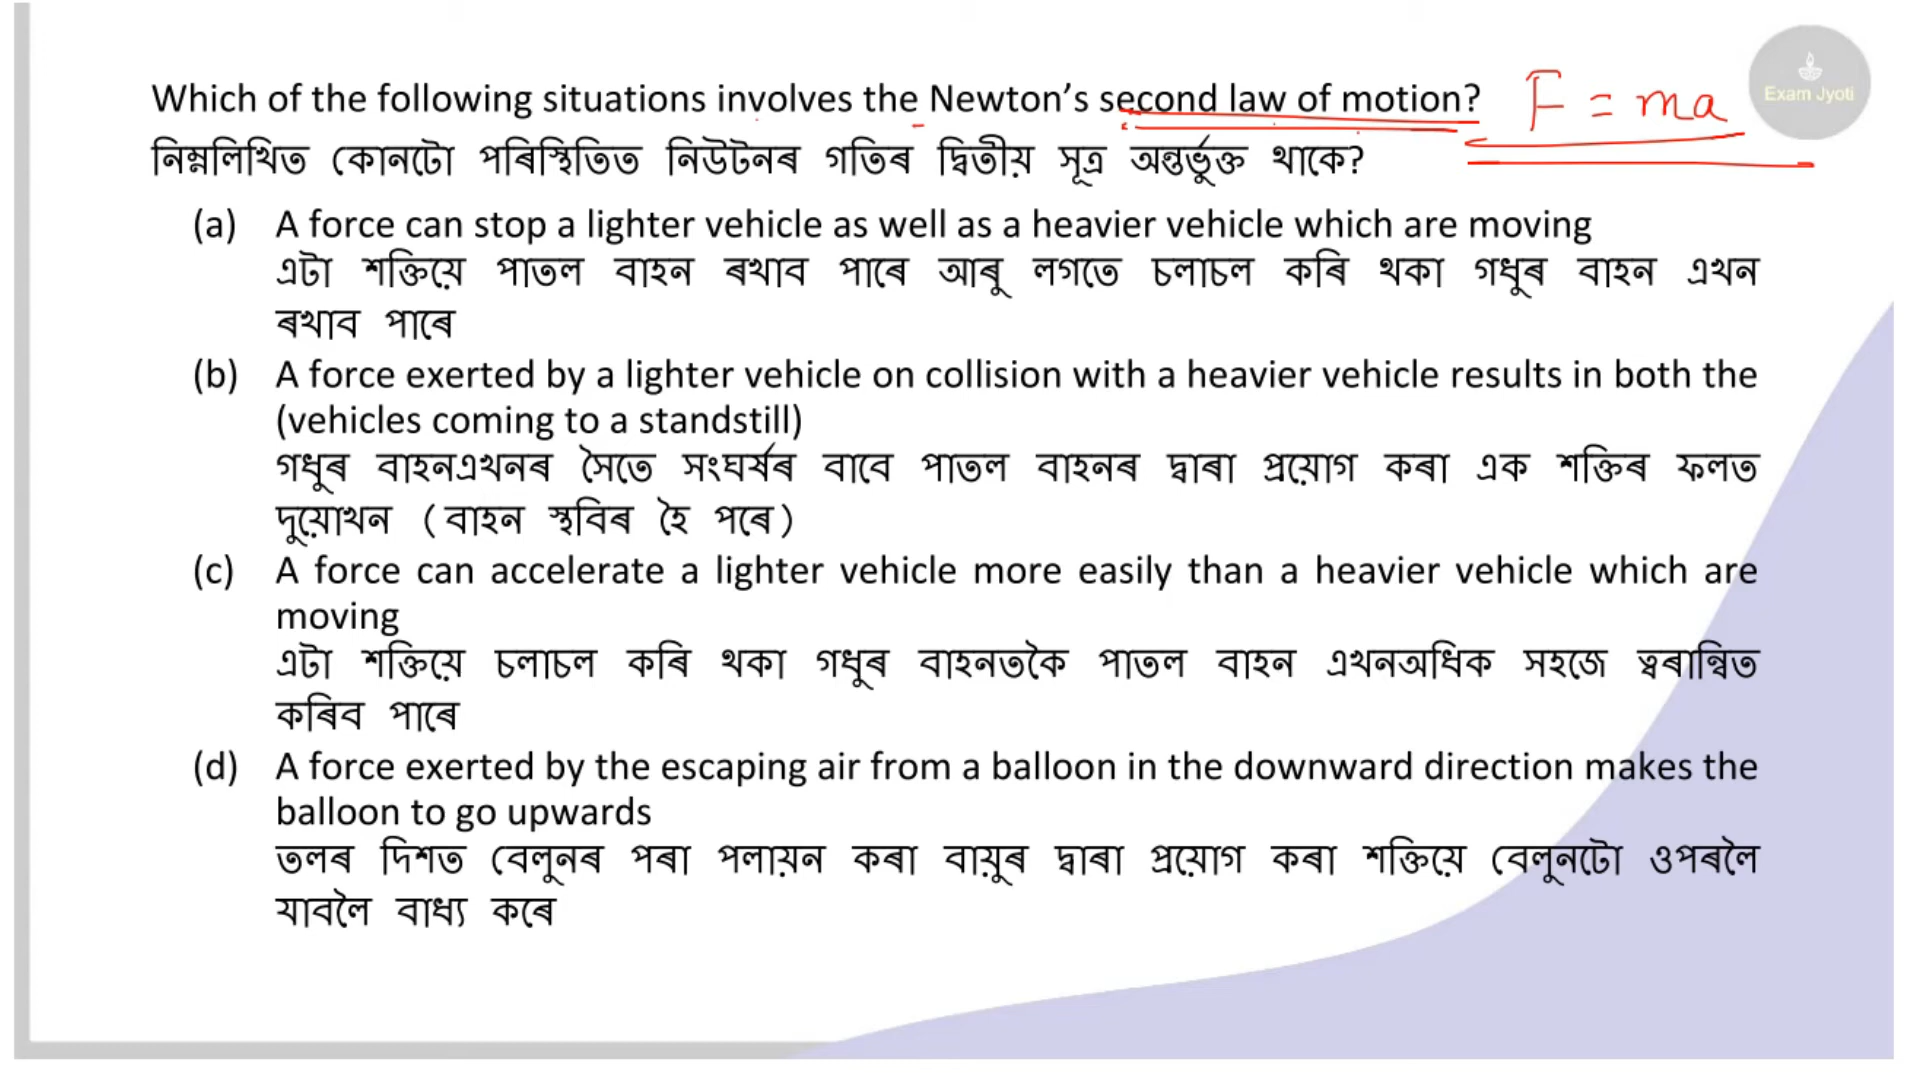 Which of the following situations involves the Newton's second law of motion? F = ma
Exam Jyoti
নিম্নলিখিত কোনটো পৰিস্থিতিত নিউটনৰ গতিৰ দ্বিতীয় সূত্ৰ অন্তৰ্ভুক্ত থাকে?
(a) A force can stop a lighter vehicle as well as a heavier vehicle which are moving
এটা শক্তিয়ে পাতল বাহন ৰখাব পাৰে আৰু লগতে চলাচল কৰি থকা গধুৰ বাহন এখন
ৰখাব পাৰে
(b) A force exerted by a lighter vehicle on collision with a heavier vehicle results in both the
(vehicles coming to a standstill)
গধুৰ বাহনএখনৰ সৈতে সংঘৰ্ষৰ বাবে পাতল বাহনৰ দ্বাৰা প্ৰয়োগ কৰা এক শক্তিৰ ফলত
দুয়োখন (বাহন স্থবিৰ হৈ পৰে)
(c) A force can accelerate a lighter vehicle more easily than a heavier vehicle which are
moving
এটা শক্তিয়ে চলাচল কৰি থকা গধুৰ বাহনতকৈ পাতল বাহন এখনঅধিক সহজে ত্বৰান্বিত
কৰিব পাৰে
(d) A force exerted by the escaping air from a balloon in the downward direction makes the
balloon to go upwards
তলৰ দিশত বেলুনৰ পৰা পলায়ন কৰা বায়ুৰ দ্বাৰা প্ৰয়োগ কৰা শক্তিয়ে বেলুনটো ওপৰলৈ
যাবলৈ বাধ্য কৰে